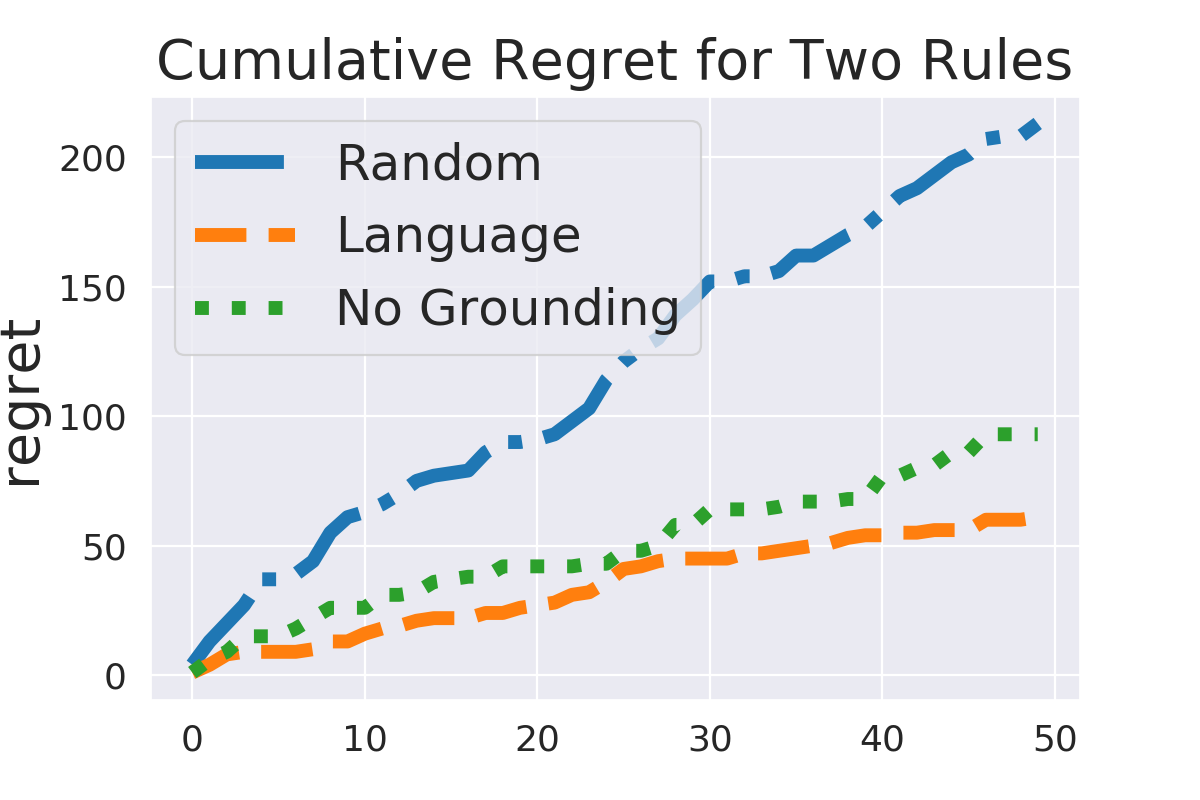 Cumulative Regret for Two Rules
Random
Language
No Grounding
regret
200
150
100
50
0
0 10 20 30 40 50